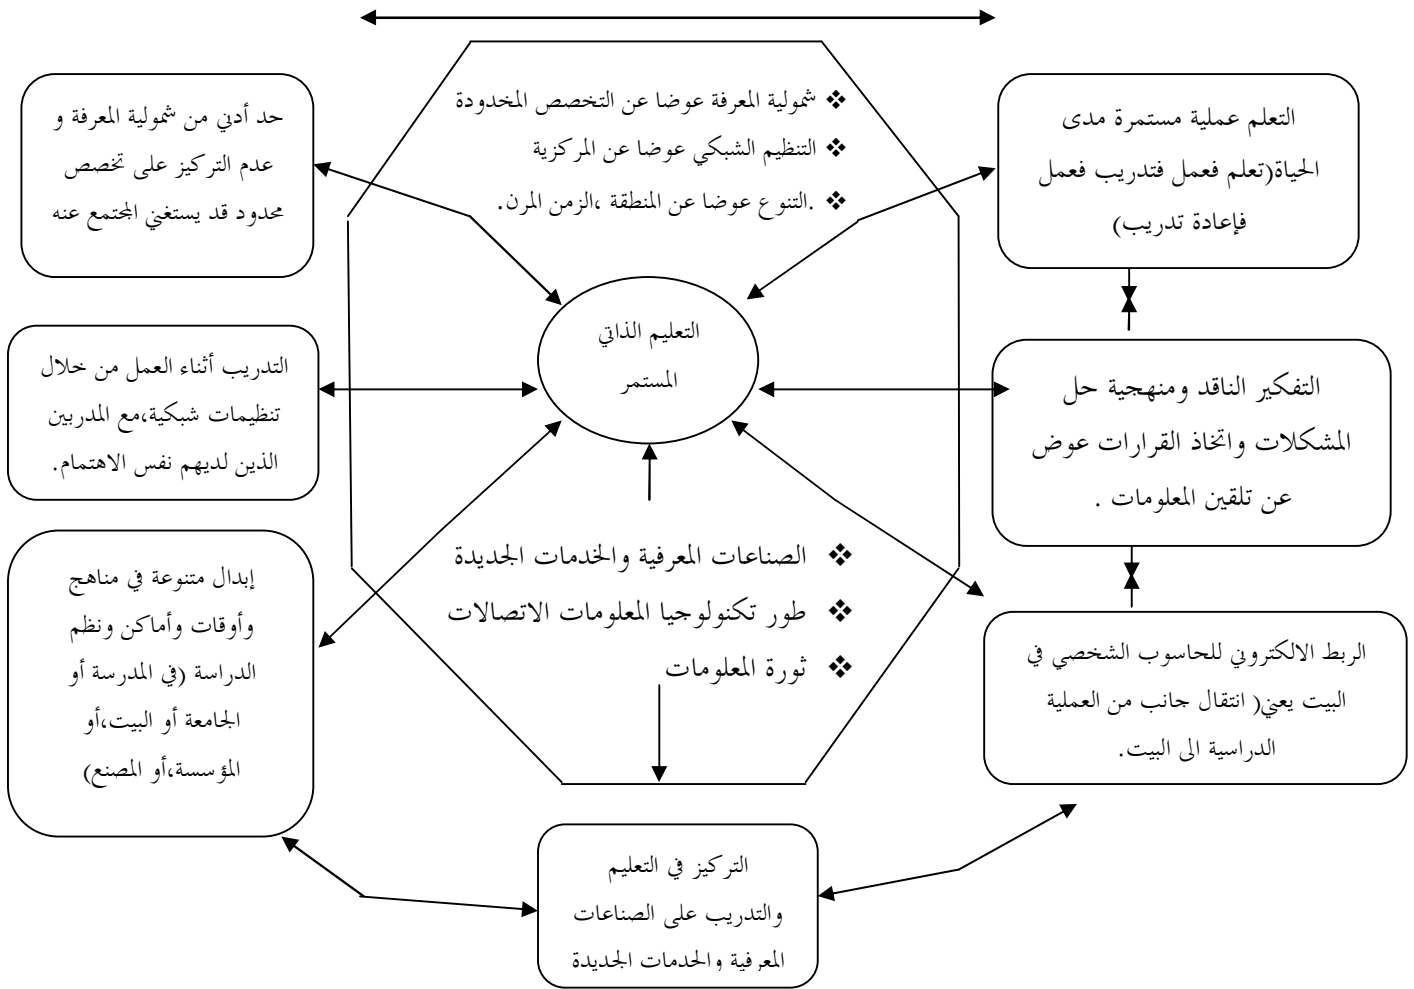 ❖ شمولية المعرفة عوضا عن التخصص المخدودة
❖ التنظيم الشبكي عوضا عن المركزية
❖ .التنوع عوضا عن المنطقة ،الزمن المرن.
التعلم عملية مستمرة مدى
الحياة(تعلم فعمل فتدريب فعمل
فإعادة تدريب)
حد أدني من شمولية المعرفة و
عدم التركيز على تخصص
محدود قد يستغني المجتمع عنه
التعليم الذاتي
المستمر
التفكير الناقد ومنهجية حل
المشكلات واتخاذ القرارات عوض
عن تلقين المعلومات .
التدريب أثناء العمل من خلال
تنظيمات شبكية،مع المدربين
الذين لديهم نفس الاهتمام.
❖ الصناعات المعرفية والخدمات الجديدة
❖ طور تكنولوجيا المعلومات الاتصالات
❖ ثورة المعلومات
الربط الالكتروني للحاسوب الشخصي في
البيت يعني( انتقال جانب من العملية
الدراسية الى البيت.
إبدال متنوعة في مناهج
وأوقات وأماكن ونظم
الدراسة (في المدرسة أو
الجامعة أو البيت،أو
المؤسسة،أو المصنع)
التركيز في التعليم
والتدريب على الصناعات
المعرفية والخدمات الجديدة